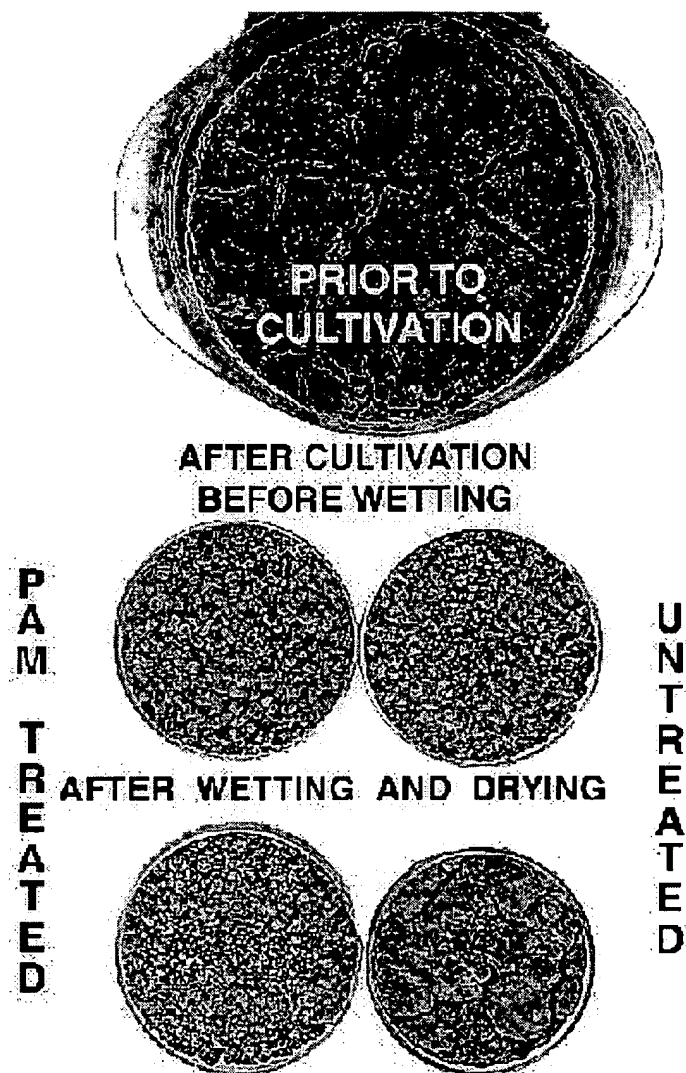 PRIOR TO
CULTIVATION
AFTER CULTIVATION
BEFORE WETTING
PAM TREATED
UNTREATED
AFTER WETTING AND DRYING